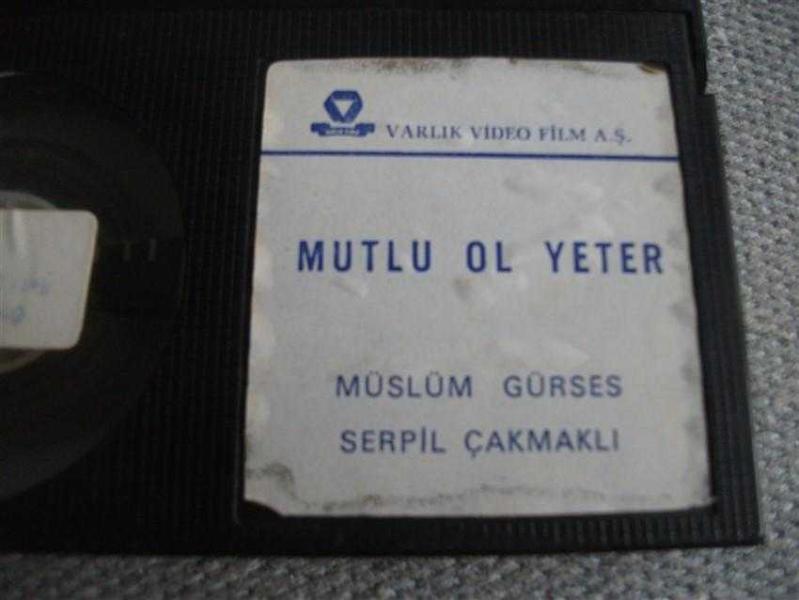 VARLIK VİDEO FİLM A.Ş.
MUTLU OL YETER
MÜSLÜM GÜRSES
SERPİL ÇAKMAKLI